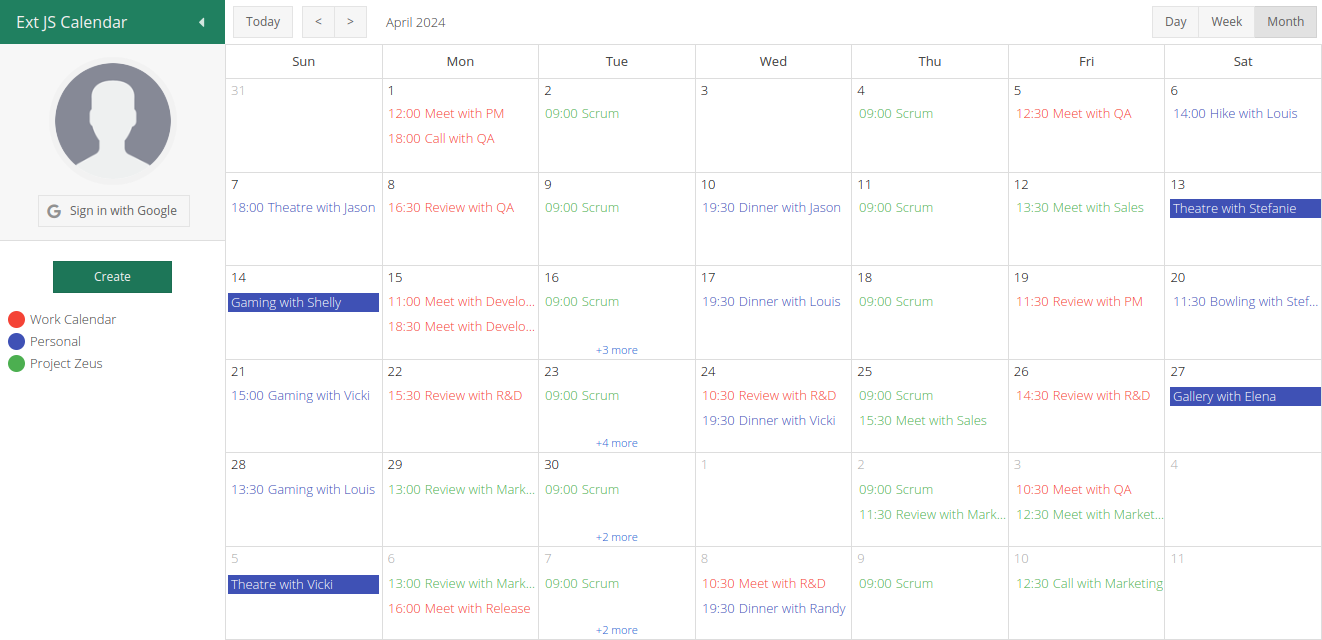 Ext JS Calendar
Sign in with Google
Create
Work Calendar
Personal
Project Zeus
Today < > April 2024 Day Week Month
Sun Mon Tue Wed Thu Fri Sat
31 1 2 3 4 5 6
12:00 Meet with PM 09:00 Scrum 09:00 Scrum 12:30 Meet with QA 14:00 Hike with Louis
18:00 Call with QA
7 8 9 10 11 12 13
18:00 Theatre with Jason 16:30 Review with QA 09:00 Scrum 19:30 Dinner with Jason 09:00 Scrum 13:30 Meet with Sales Theatre with Stefanie
14 15 16 17 18 19 20
Gaming with Shelly 11:00 Meet with Develo... 09:00 Scrum 19:30 Dinner with Louis 09:00 Scrum 11:30 Review with PM 11:30 Bowling with Stef...
18:30 Meet with Develo...
+3 more
21 22 23 24 25 26 27
15:00 Gaming with Vicki 15:30 Review with R&D 09:00 Scrum 10:30 Review with R&D 09:00 Scrum 14:30 Review with R&D Gallery with Elena
19:30 Dinner with Vicki 15:30 Meet with Sales
+4 more
28 29 30 1 2 3 4
13:30 Gaming with Louis 13:00 Review with Mark... 09:00 Scrum 09:00 Scrum 10:30 Meet with QA
11:30 Review with Mark... 12:30 Meet with Market...
+2 more
5 6 7 8 9 10 11
Theatre with Vicki 13:00 Review with Mark... 09:00 Scrum 10:30 Meet with R&D 09:00 Scrum 12:30 Call with Marketing
16:00 Meet with Release 19:30 Dinner with Randy
+2 more